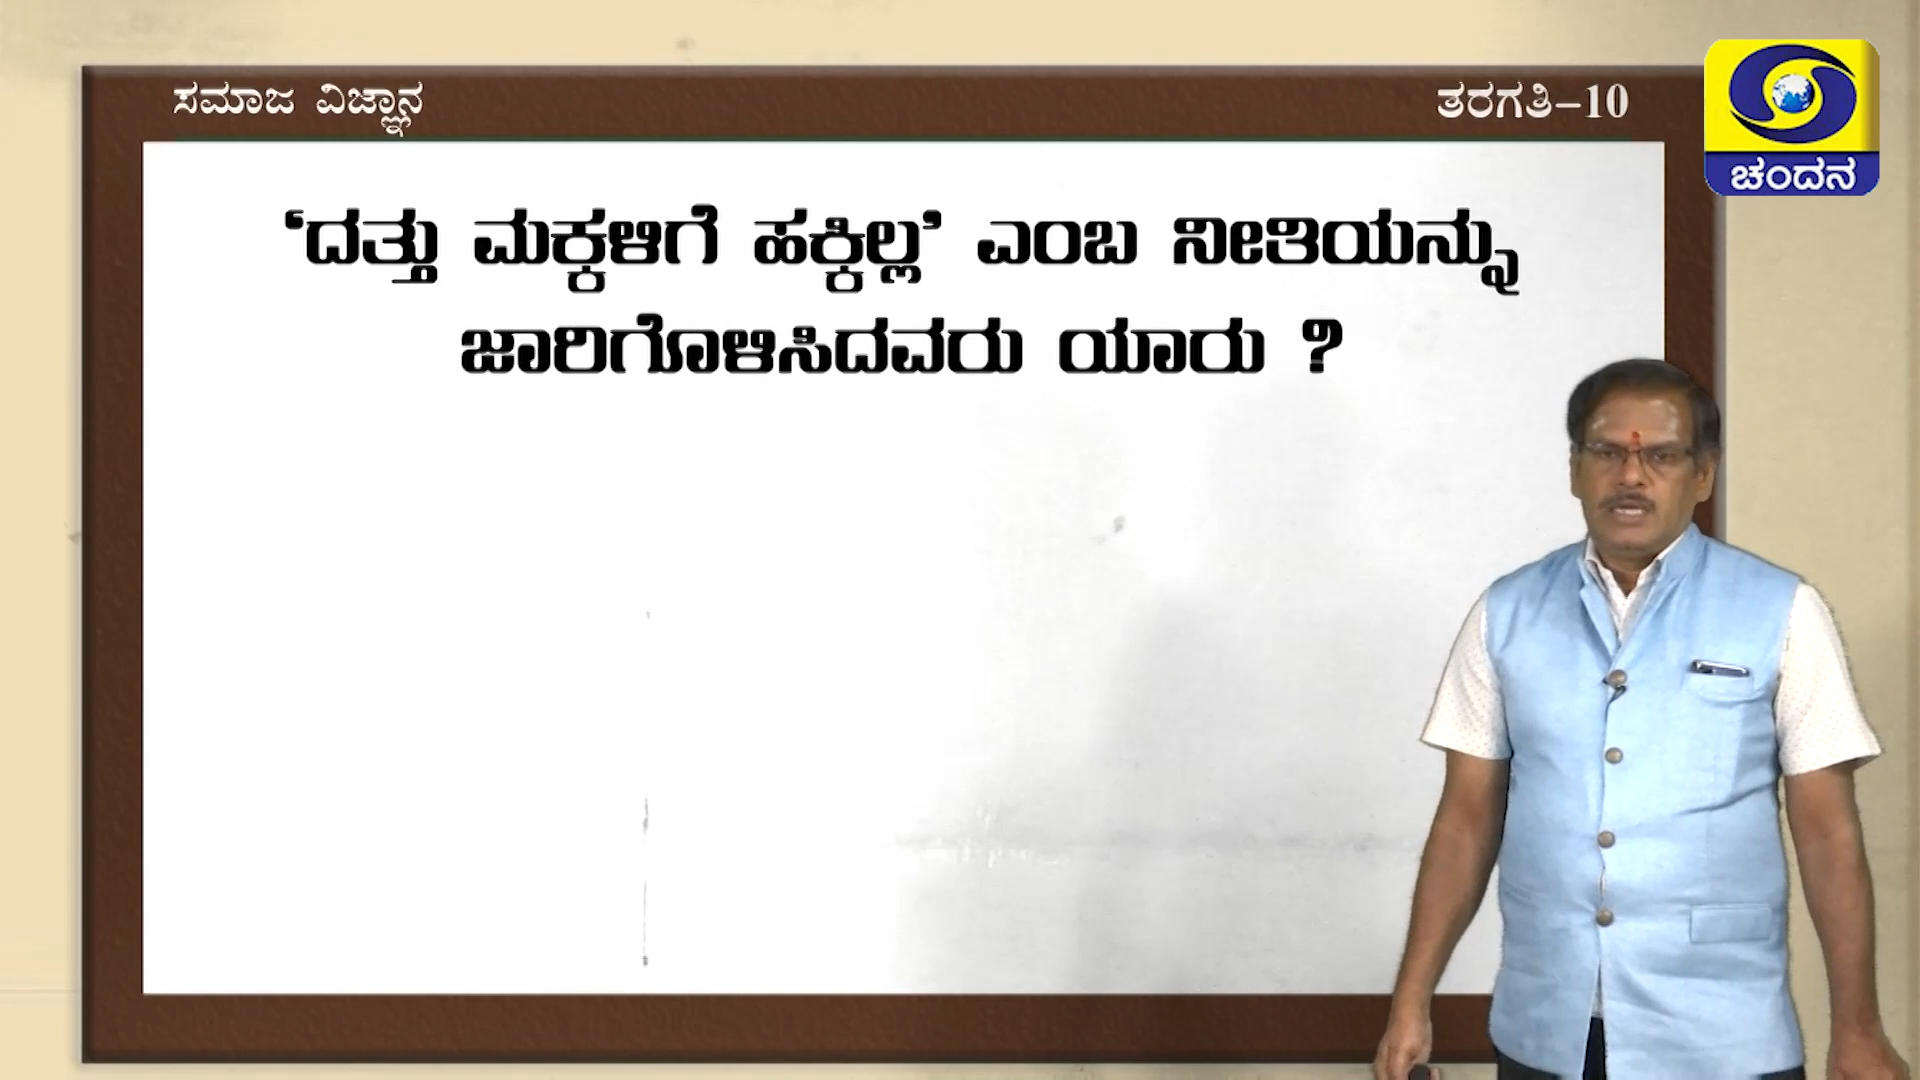 ಸಮಾಜ ವಿಜ್ಞಾನ
ತರಗತಿ-10
ಚಂದನ
‘ದತ್ತು ಮಕ್ಕಳಿಗೆ ಹಕ್ಕಿಲ್ಲ’ ಎಂಬ ನೀತಿಯನ್ನು
ಜಾರಿಗೊಳಿಸಿದವರು ಯಾರು ?